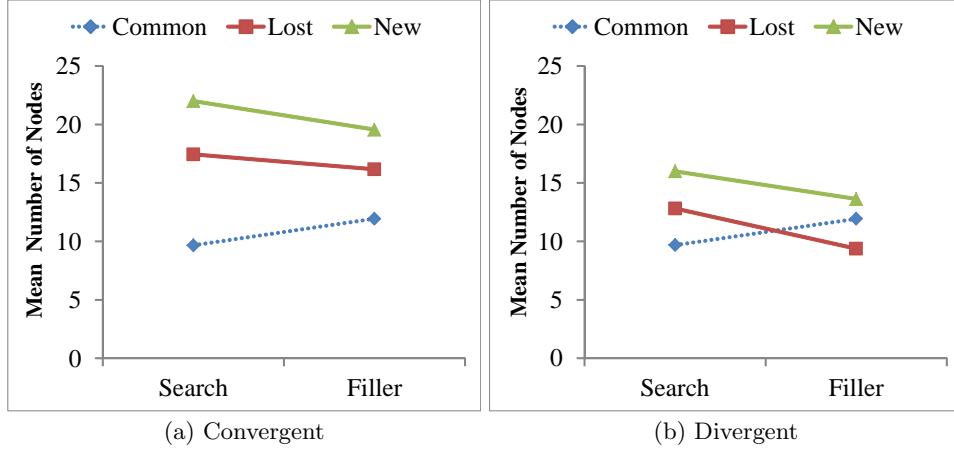 Common Lost New
Mean Number of Nodes
25
20
15
10
5
0
Search Filler
(a) Convergent
Common Lost New
Mean Number of Nodes
25
20
15
10
5
0
Search Filler
(b) Divergent